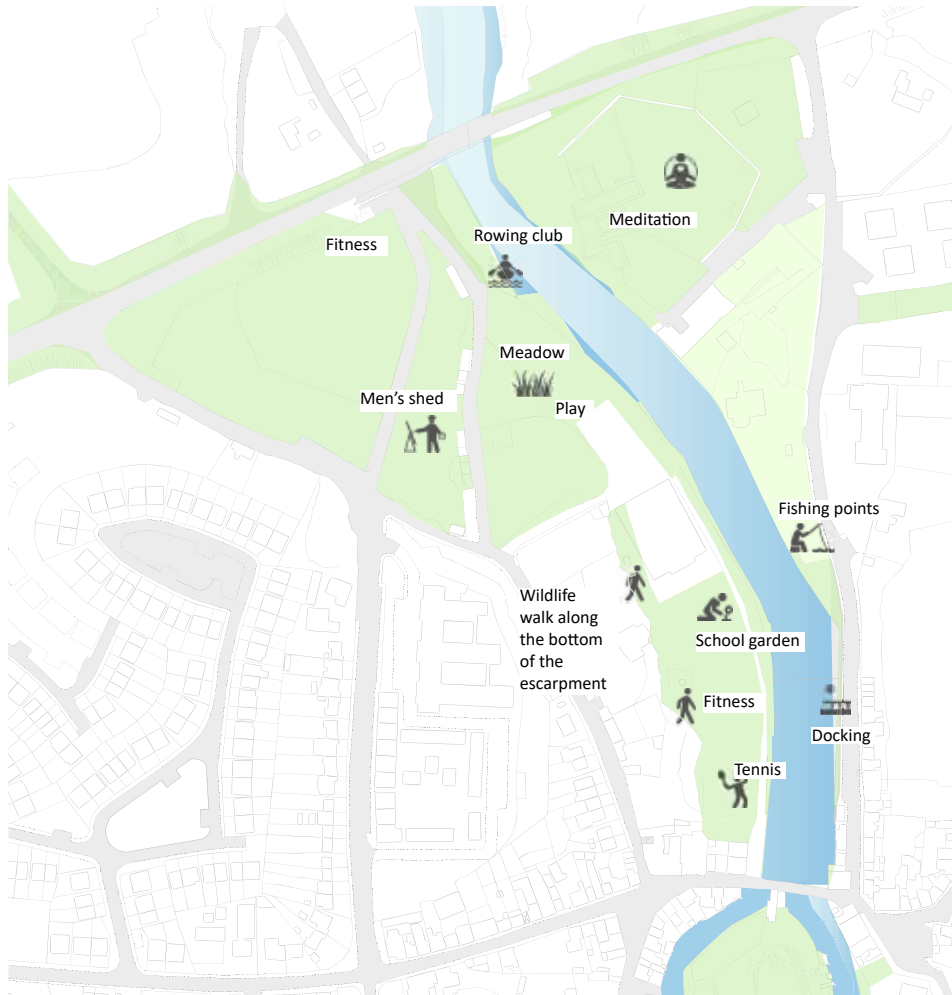 Meditation
Rowing club
Fitness
Meadow
Men’s shed
Play
Fishing points
Wildlife
walk along
the bottom
of the
escarpment
School garden
Fitness
Docking
Tennis